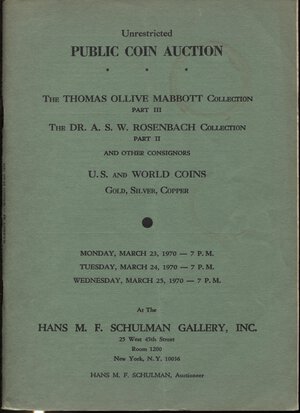 Unrestricted
PUBLIC COIN AUCTION
* * *
THE THOMAS OLLIVE MABBOTT COLLECTION
PART III
THE DR. A. S. W. ROSENBACH COLLECTION
PART II
AND OTHER CONSIGNORS
U.S. AND WORLD COINS
GOLD, SILVER, COPPER
MONDAY, MARCH 23, 1970 — 7 P. M.
TUESDAY, MARCH 24, 1970 — 7 P. M.
WEDNESDAY, MARCH 25, 1970 — 7 P. M.
At The
HANS M. F. SCHULMAN GALLERY, INC.
25 West 45th Street
Room 1200
New York, N. Y. 10036
HANS M. F. SCHULMAN, Auctioneer